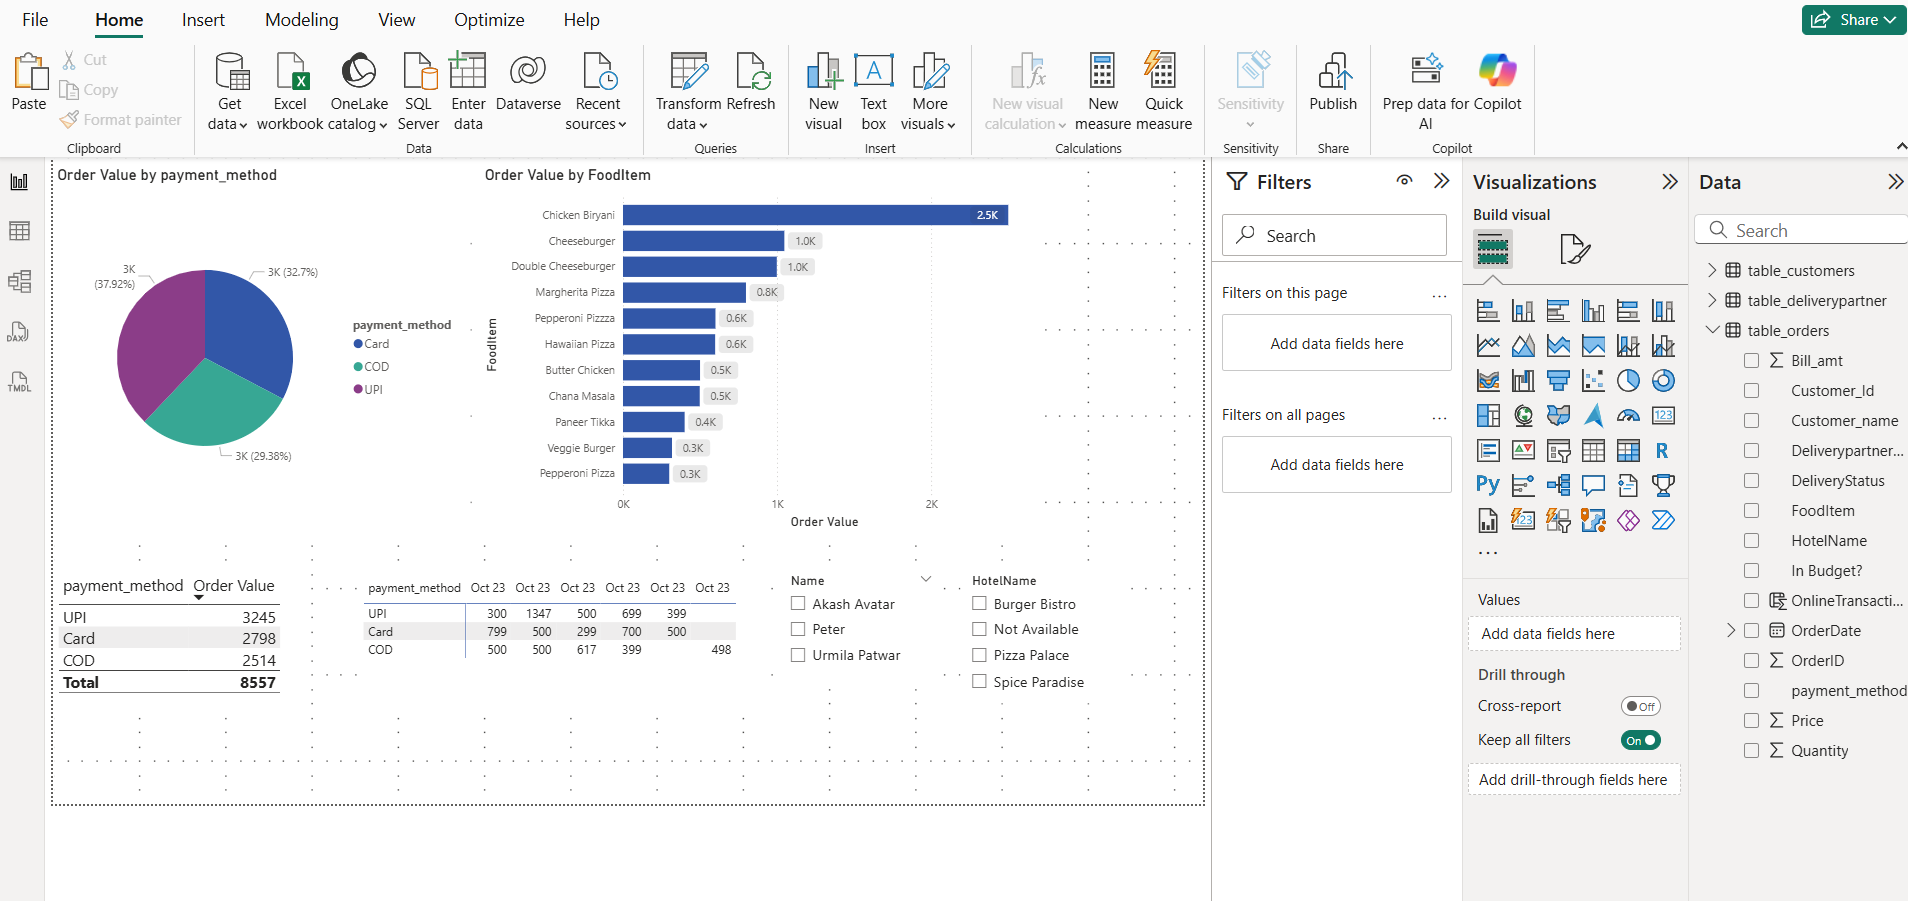 File Home Insert Modeling View Optimize Help Share
Paste Cut
Copy
Format painter
Get data Excel workbook OneLake catalog SQL Server Enter data Dataverse Recent sources
Transform data Refresh
New visual Text box More visuals
New visual calculation New measure Quick measure
Sensitivity
Publish
Prep data for AI Copilot
Clipboard Data Queries Insert Calculations Sensitivity Share Copilot
DAX
TMDL
Order Value by payment_method
3K (32.7%)
3K
(37.92%)
3K (29.38%)
payment_method
Card
COD
UPI
Order Value by FoodItem
FoodItem
Chicken Biryani 2.5K
Cheeseburger 1.0K
Double Cheeseburger 1.0K
Margherita Pizza 0.8K
Pepperoni Pizzza 0.6K
Hawaiian Pizza 0.6K
Butter Chicken 0.5K
Chana Masala 0.5K
Paneer Tikka 0.4K
Veggie Burger 0.3K
Pepperoni Pizza 0.3K
0K 1K 2K
Order Value
payment_method Order Value
UPI 3245
Card 2798
COD 2514
Total 8557
payment_method Oct 23 Oct 23 Oct 23 Oct 23 Oct 23 Oct 23
UPI 300 1347 500 699 399
Card 799 500 299 700 500
COD 500 500 617 399 498
Name
Akash Avatar
Peter
Urmila Patwar
HotelName
Burger Bistro
Not Available
Pizza Palace
Spice Paradise
Filters
Search
Filters on this page ...
Add data fields here
Filters on all pages ...
Add data fields here
Visualizations
Build visual
123
R
Py
123
...
Values
Add data fields here
Drill through
Cross-report Off
Keep all filters On
Add drill-through fields here
Data
Search
table_customers
table_deliverypartner
table_orders
Σ Bill_amt
Customer_Id
Customer_name
Deliverypartner...
DeliveryStatus
FoodItem
HotelName
In Budget?
OnlineTransacti...
OrderDate
Σ OrderID
payment_method
Σ Price
Σ Quantity